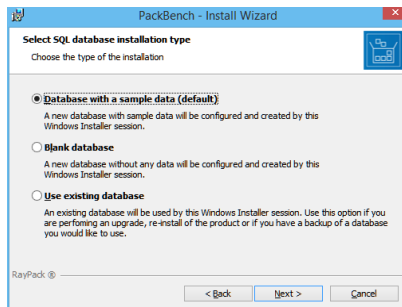 PackBench - Install Wizard
Select SQL database installation type
Choose the type of the installation
Database with a sample data (default)
A new database with sample data will be configured and created by this
Windows Installer session.
Blank database
A new database without any data will be configured and created by this
Windows Installer session.
Use existing database
An existing database will be used by this Windows Installer session. Use this option if you
are perfoming an upgrade, re-install of the product or if you have a backup of a database
you would like to use.
RayPack ®
< Back Next > Cancel